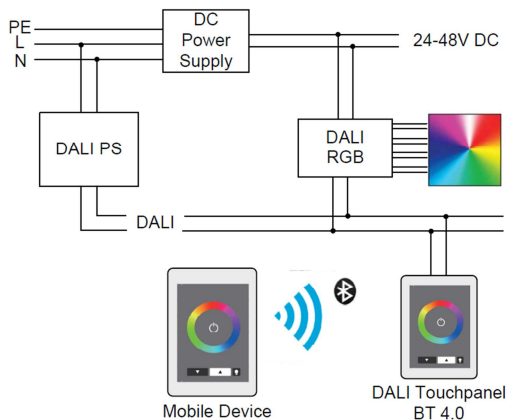 PE
L
N
DC
Power
Supply
24-48V DC
DALI PS
DALI
RGB
DALI
Mobile Device
DALI Touchpanel
BT 4.0